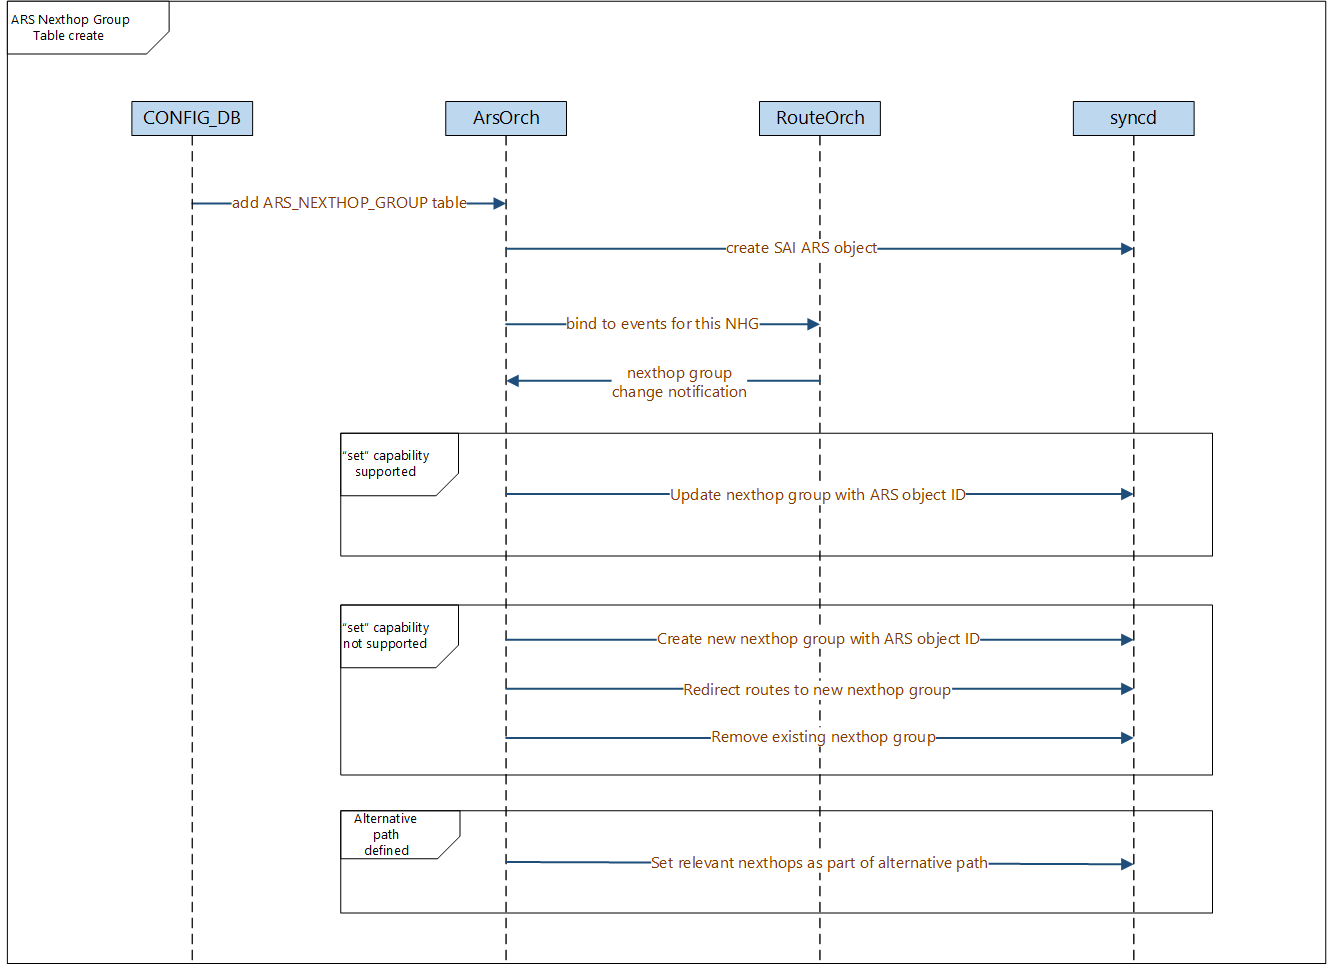 ARS Nexthop Group
Table create
CONFIG_DB
ArsOrch
RouteOrch
syncd
add ARS_NEXTHOP_GROUP table
create SAI ARS object
bind to events for this NHG
nexthop group
change notification
“set” capability
supported
Update nexthop group with ARS object ID
“set” capability
not supported
Create new nexthop group with ARS object ID
Redirect routes to new nexthop group
Remove existing nexthop group
Alternative
path
defined
Set relevant nexthops as part of alternative path